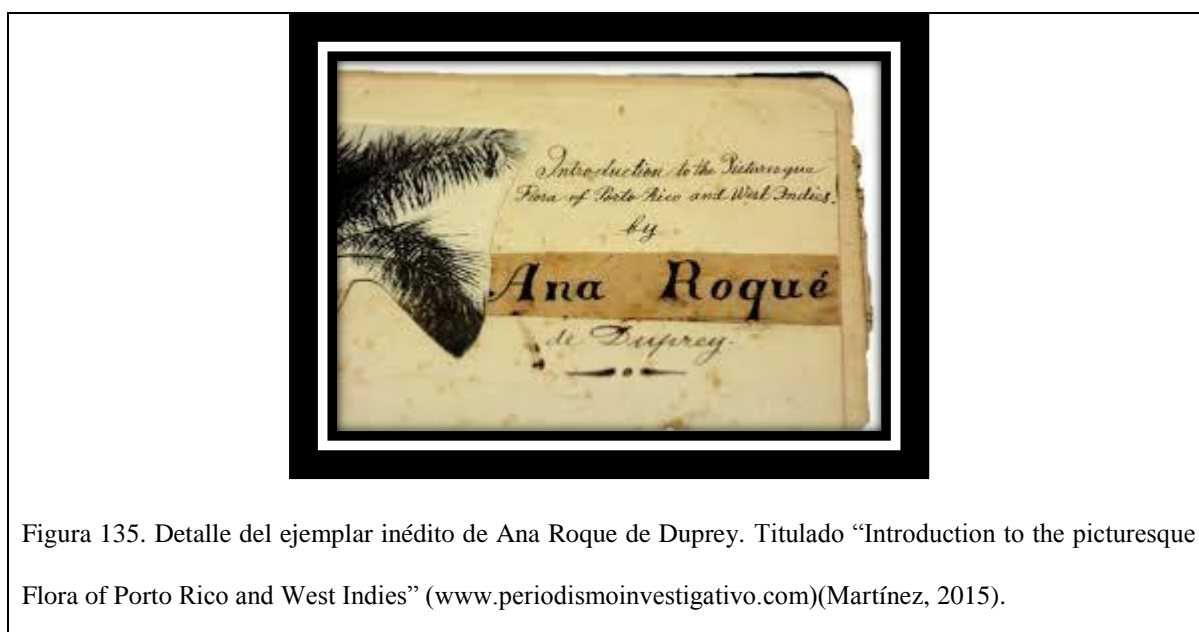 Introduction to the Picturesque
Flora of Porto Rico and West Indies.
by
Ana Roqué
de Duprey.
Figura 135. Detalle del ejemplar inédito de Ana Roque de Duprey. Titulado “Introduction to the picturesque
Flora of Porto Rico and West Indies” (www.periodismoinvestigativo.com)(Martínez, 2015).